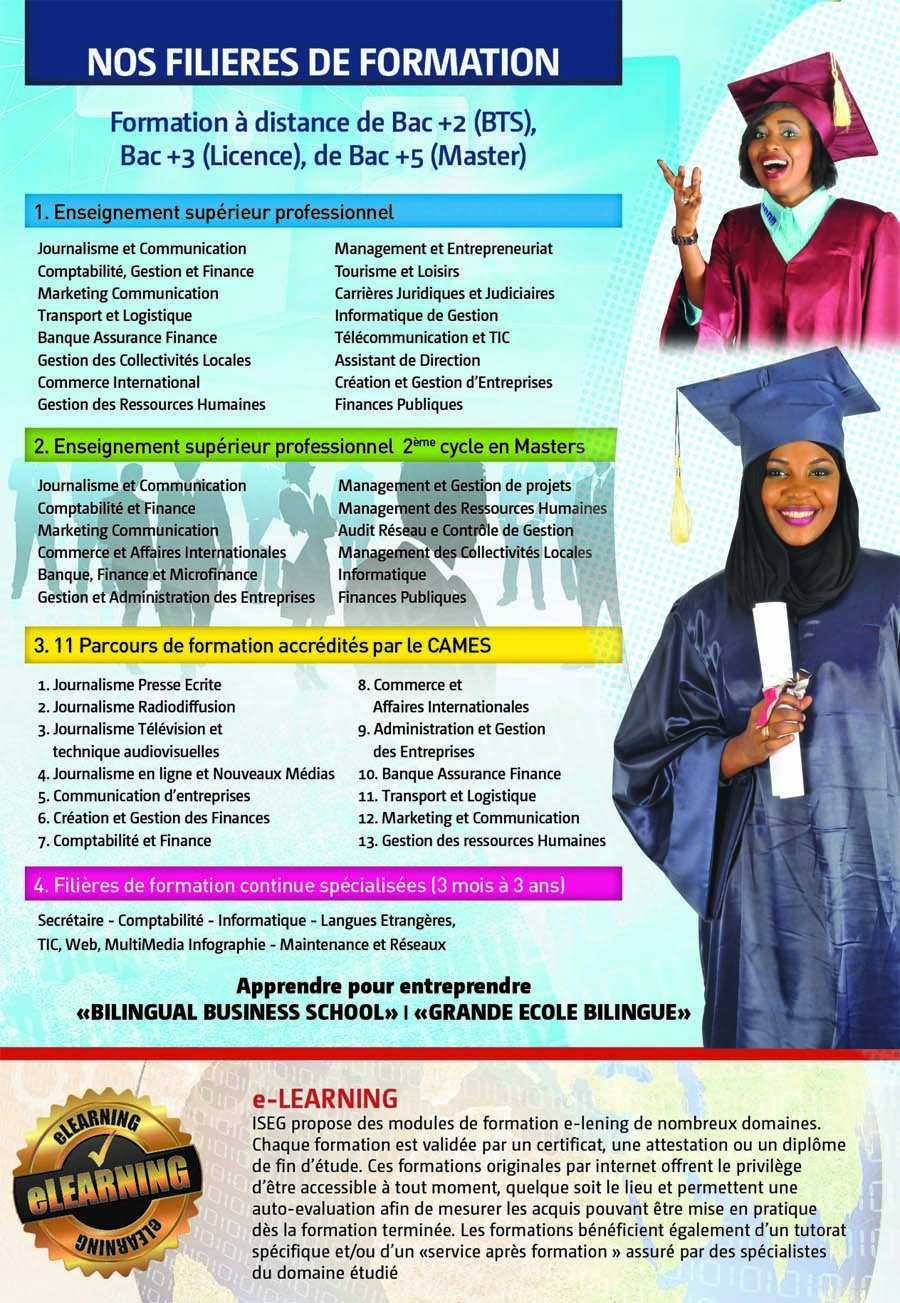 NOS FILIERES DE FORMATION
Formation à distance de Bac +2 (BTS),
Bac +3 (Licence), de Bac +5 (Master)
1. Enseignement supérieur professionnel
Journalisme et Communication
Comptabilité, Gestion et Finance
Marketing Communication
Transport et Logistique
Banque Assurance Finance
Gestion des Collectivités Locales
Commerce International
Gestion des Ressources Humaines
Management et Entrepreneuriat
Tourisme et Loisirs
Carrières Juridiques et Judiciaires
Informatique de Gestion
Télécommunication et TIC
Assistant de Direction
Création et Gestion d'Entreprises
Finances Publiques
2. Enseignement supérieur professionnel 2ème cycle en Masters
Journalisme et Communication
Comptabilité et Finance
Marketing Communication
Commerce et Affaires Internationales
Banque, Finance et Microfinance
Gestion et Administration des Entreprises
Management et Gestion de projets
Management des Ressources Humaines
Audit Réseau e Contrôle de Gestion
Management des Collectivités Locales
Informatique
Finances Publiques
3. 11 Parcours de formation accrédités par le CAMES
1. Journalisme Presse Ecrite
2. Journalisme Radiodiffusion
3. Journalisme Télévision et
technique audiovisuelles
4. Journalisme en ligne et Nouveaux Médias
5. Communication d'entreprises
6. Création et Gestion des Finances
7. Comptabilité et Finance
8. Commerce et
Affaires Internationales
9. Administration et Gestion
des Entreprises
10. Banque Assurance Finance
11. Transport et Logistique
12. Marketing et Communication
13. Gestion des ressources Humaines
4. Filières de formation continue spécialisées (3 mois à 3 ans)
Secrétaire - Comptabilité - Informatique - Langues Etrangères,
TIC, Web, MultiMedia Infographie - Maintenance et Réseaux
Apprendre pour entreprendre
«BILINGUAL BUSINESS SCHOOL» | «GRANDE ECOLE BILINGUE»
eLEARNING
eLEARNING
eLEARNING
e-LEARNING
ISEG propose des modules de formation e-lening de nombreux domaines.
Chaque formation est validée par un certificat, une attestation ou un diplôme
de fin d'étude. Ces formations originales par internet offrent le privilège
d'être accessible à tout moment, quelque soit le lieu et permettent une
auto-evaluation afin de mesurer les acquis pouvant être mise en pratique
dès la formation terminée. Les formations bénéficient également d'un tutorat
spécifique et/ou d'un «service après formation » assuré par des spécialistes
du domaine étudié